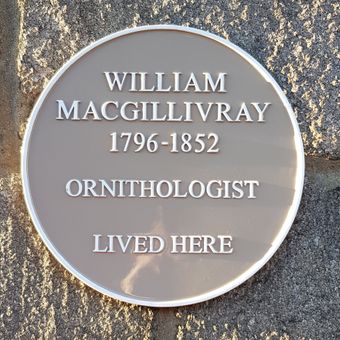 WILLIAM
MACGILLIVRAY
1796-1852
ORNITHOLOGIST
LIVED HERE